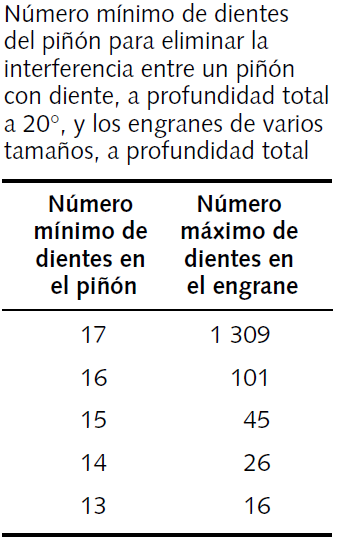 Número mínimo de dientes
del piñón para eliminar la
interferencia entre un piñón
con diente, a profundidad total
a 20°, y los engranes de varios
tamaños, a profundidad total
Número mínimo de dientes en el piñón Número máximo de dientes en el engrane
17 1 309
16 101
15 45
14 26
13 16